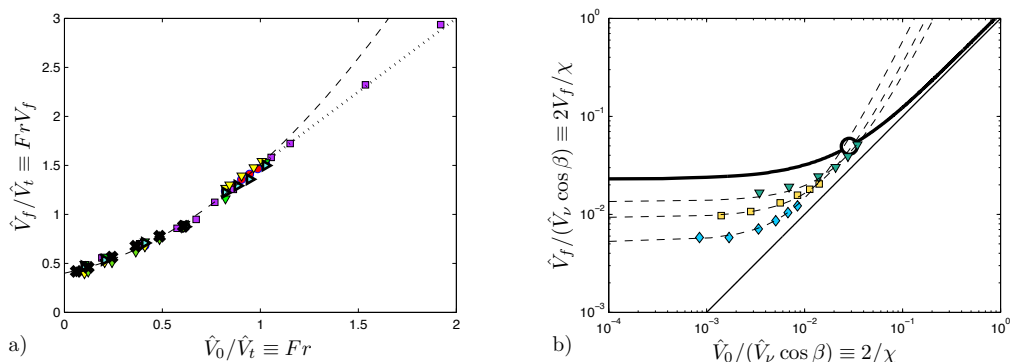 3
2.5
2
1.5
1
0.5
0
0 0.5 1 1.5 2
V̂_f/V̂_t ≡ FrV_f
V̂_0/V̂_t ≡ Fr
a)
10^0
10^{-1}
10^{-2}
10^{-3}
10^{-4} 10^{-3} 10^{-2} 10^{-1} 10^0
V̂_f/(V̂_ν cos β) ≡ 2V_f/χ
V̂_0/(V̂_ν cos β) ≡ 2/χ
b)